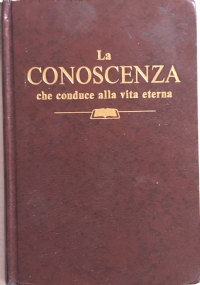 La
CONOSCENZA
che conduce alla vita eterna